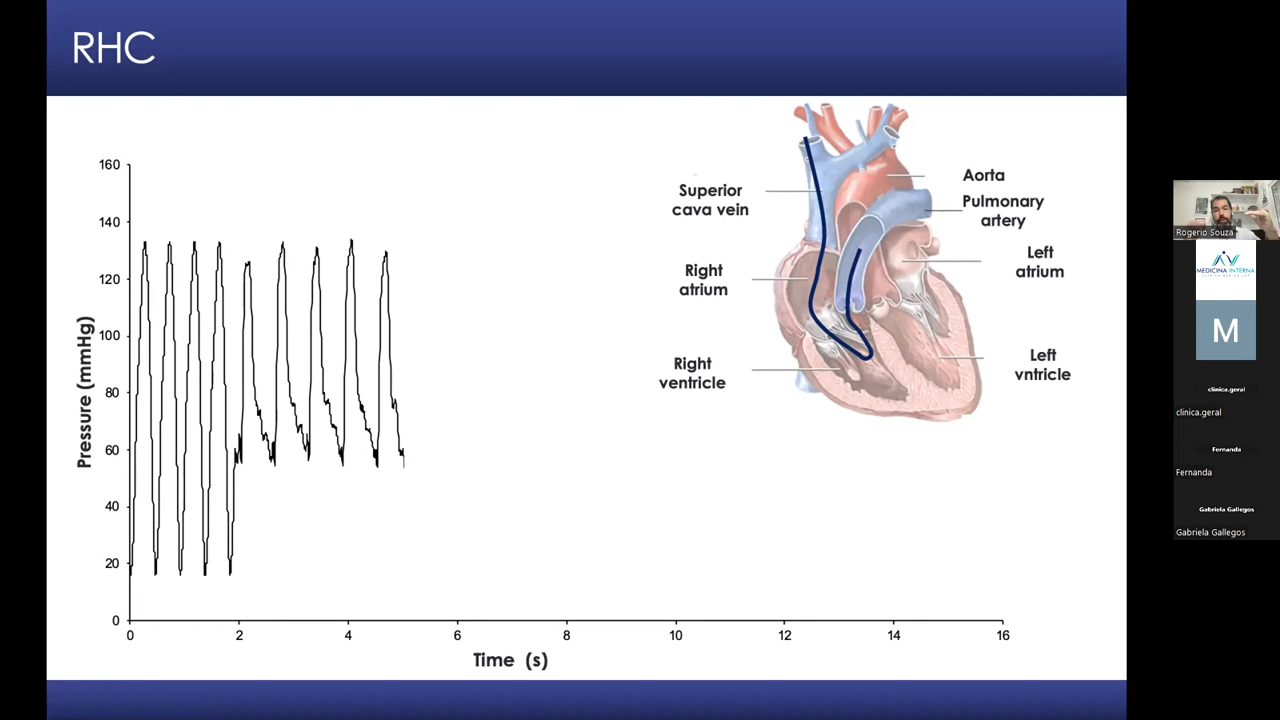 RHC
160
140
120
100
80
60
40
20
0
0 2 4 6 8 10 12 14 16
Pressure (mmHg)
Time (s)
Superior
cava vein
Right
atrium
Right
ventricle
Aorta
Pulmonary
artery
Left
atrium
Left
vntricle
Rogerio Souza
MEDICINA INTERNA
M
clinica.geral
clinica.geral
Fernanda
Fernanda
Gabriela Gallegos
Gabriela Gallegos